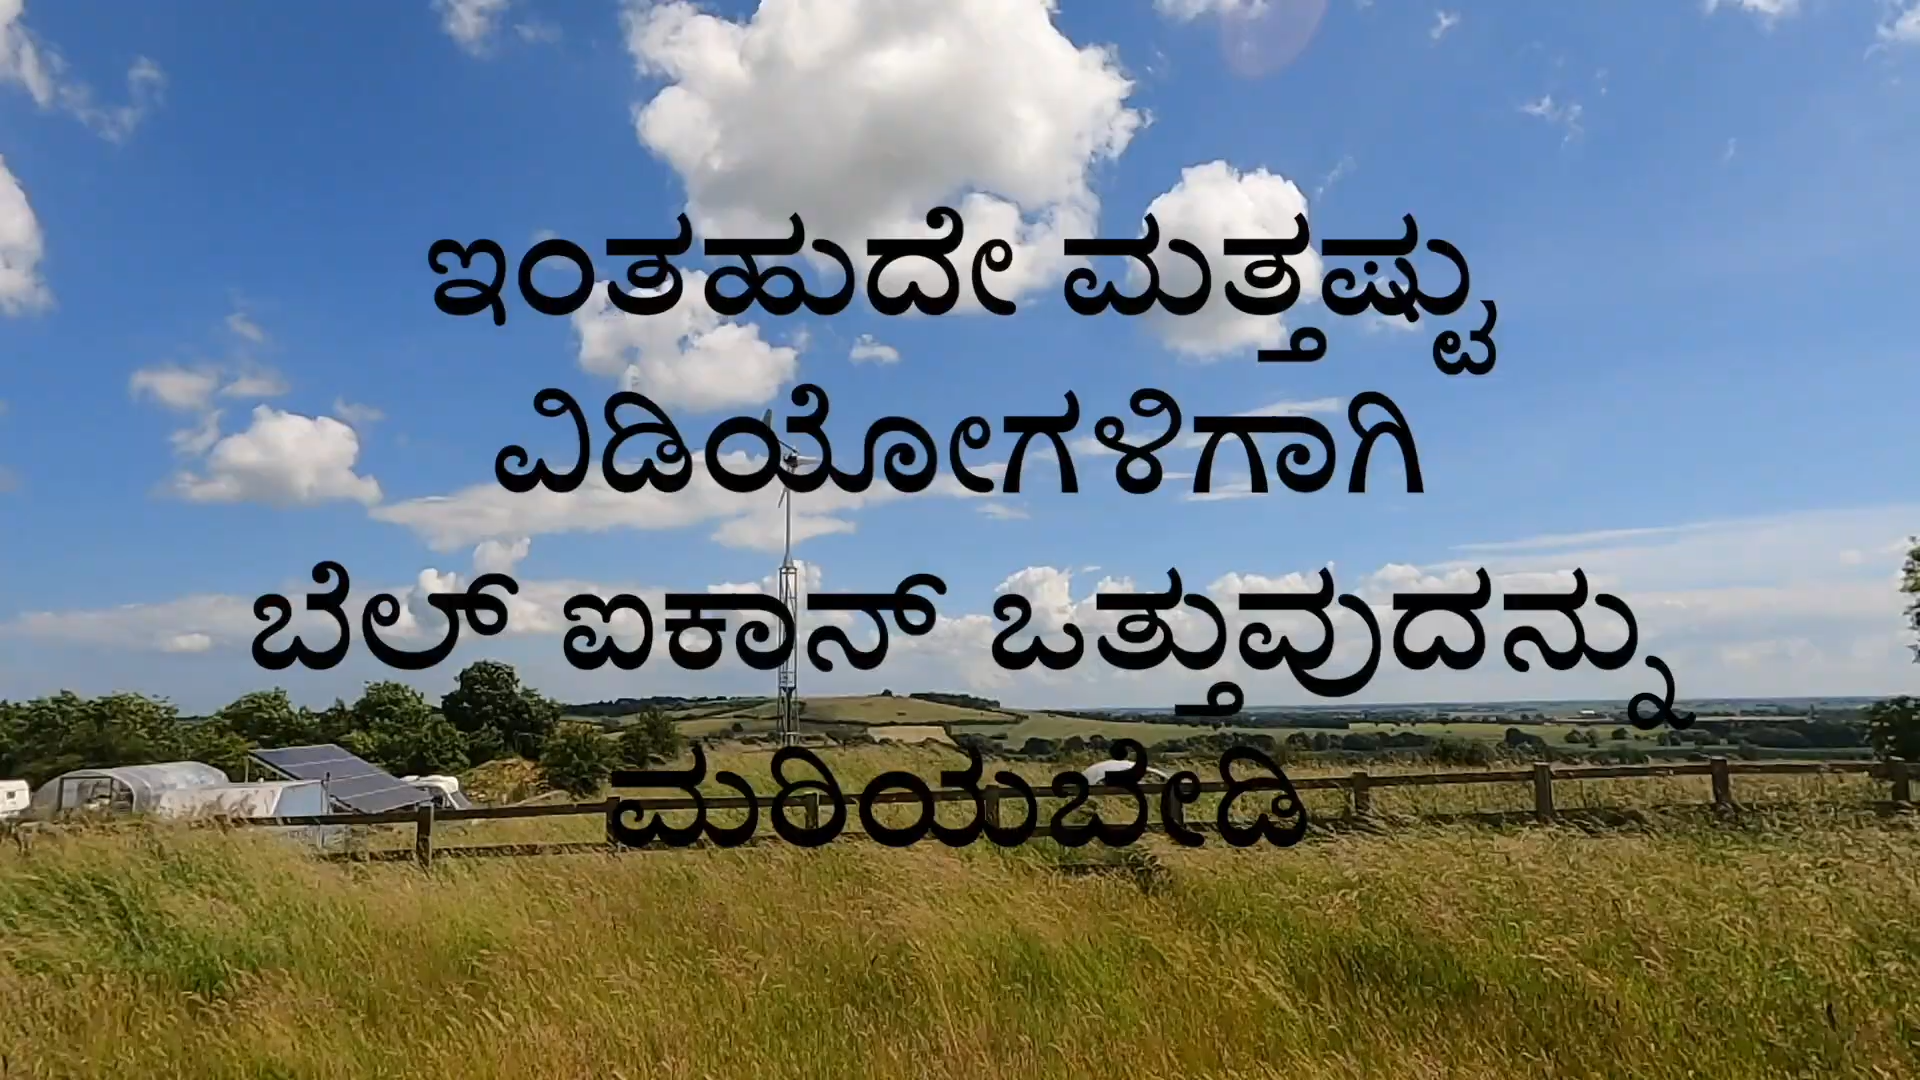 ಇಂತಹುದೇ ಮತ್ತಷ್ಟು
ವಿಡಿಯೋಗಳಿಗಾಗಿ
ಬೆಲ್ ಐಕಾನ್ ಒತ್ತುವುದನ್ನು
ಮರೆಯಬೇಡಿ